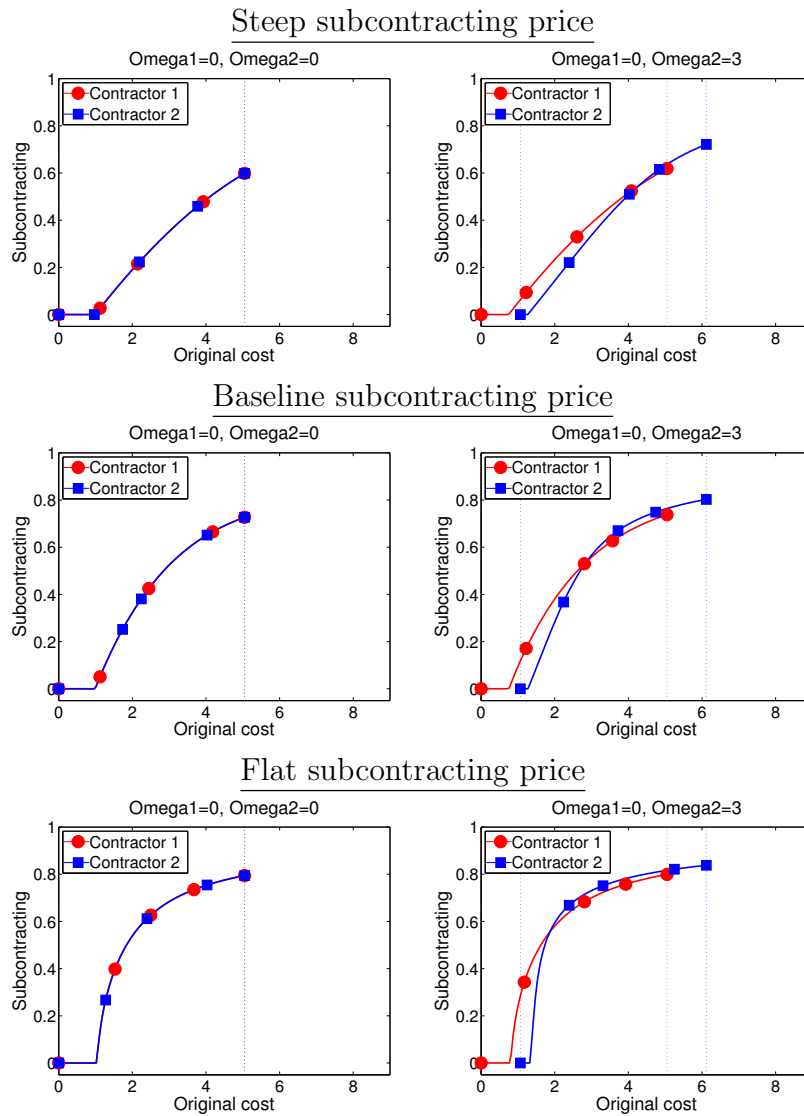 Steep subcontracting price
Omega1=0, Omega2=0
1
0.8
0.6
0.4
0.2
0
Subcontracting
Contractor 1
Contractor 2
0 2 4 6 8
Original cost
Omega1=0, Omega2=3
1
0.8
0.6
0.4
0.2
0
Subcontracting
Contractor 1
Contractor 2
0 2 4 6 8
Original cost
Baseline subcontracting price
Omega1=0, Omega2=0
1
0.8
0.6
0.4
0.2
0
Subcontracting
Contractor 1
Contractor 2
0 2 4 6 8
Original cost
Omega1=0, Omega2=3
1
0.8
0.6
0.4
0.2
0
Subcontracting
Contractor 1
Contractor 2
0 2 4 6 8
Original cost
Flat subcontracting price
Omega1=0, Omega2=0
1
0.8
0.6
0.4
0.2
0
Subcontracting
Contractor 1
Contractor 2
0 2 4 6 8
Original cost
Omega1=0, Omega2=3
1
0.8
0.6
0.4
0.2
0
Subcontracting
Contractor 1
Contractor 2
0 2 4 6 8
Original cost